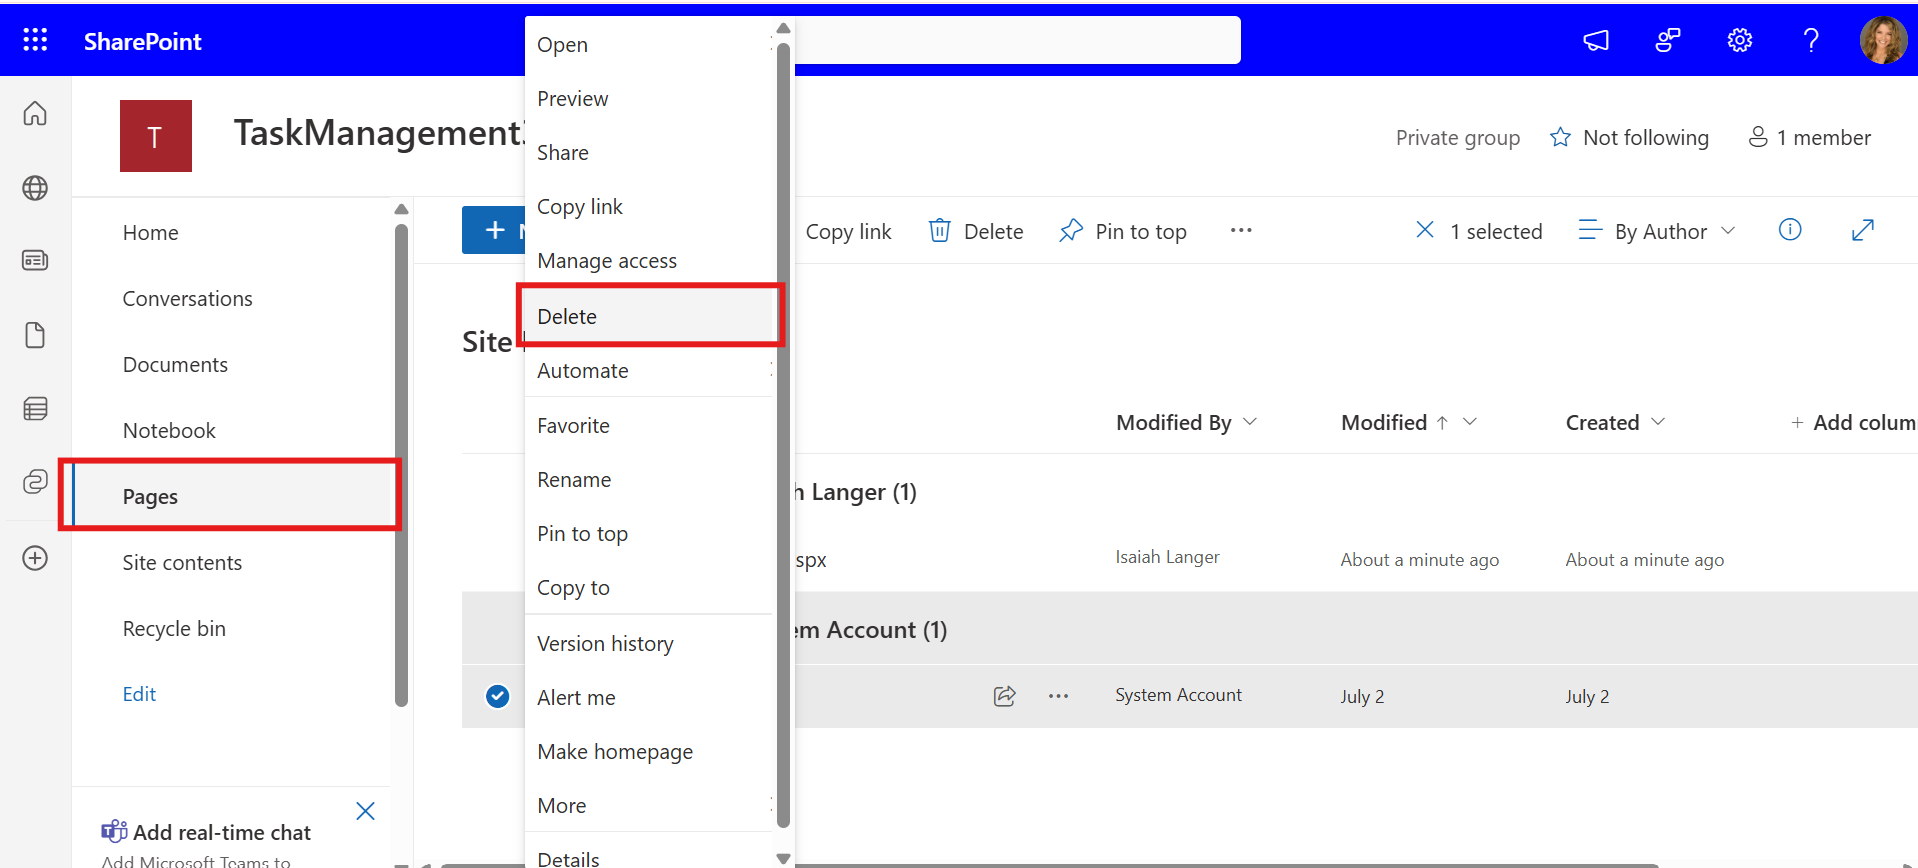 SharePoint
T
TaskManagement
Private group
Not following
1 member
Home
Conversations
Documents
Notebook
Pages
Site contents
Recycle bin
Edit
Add real-time chat
Add Microsoft Teams to
Open
Preview
Share
Copy link
Manage access
Delete
Automate
Favorite
Rename
Pin to top
Copy to
Version history
Alert me
Make homepage
More
Details
Copy link
Delete
Pin to top
1 selected
By Author
Site
Modified By
Modified
Created
Add colum
h Langer (1)
spx
Isaiah Langer
About a minute ago
About a minute ago
em Account (1)
System Account
July 2
July 2